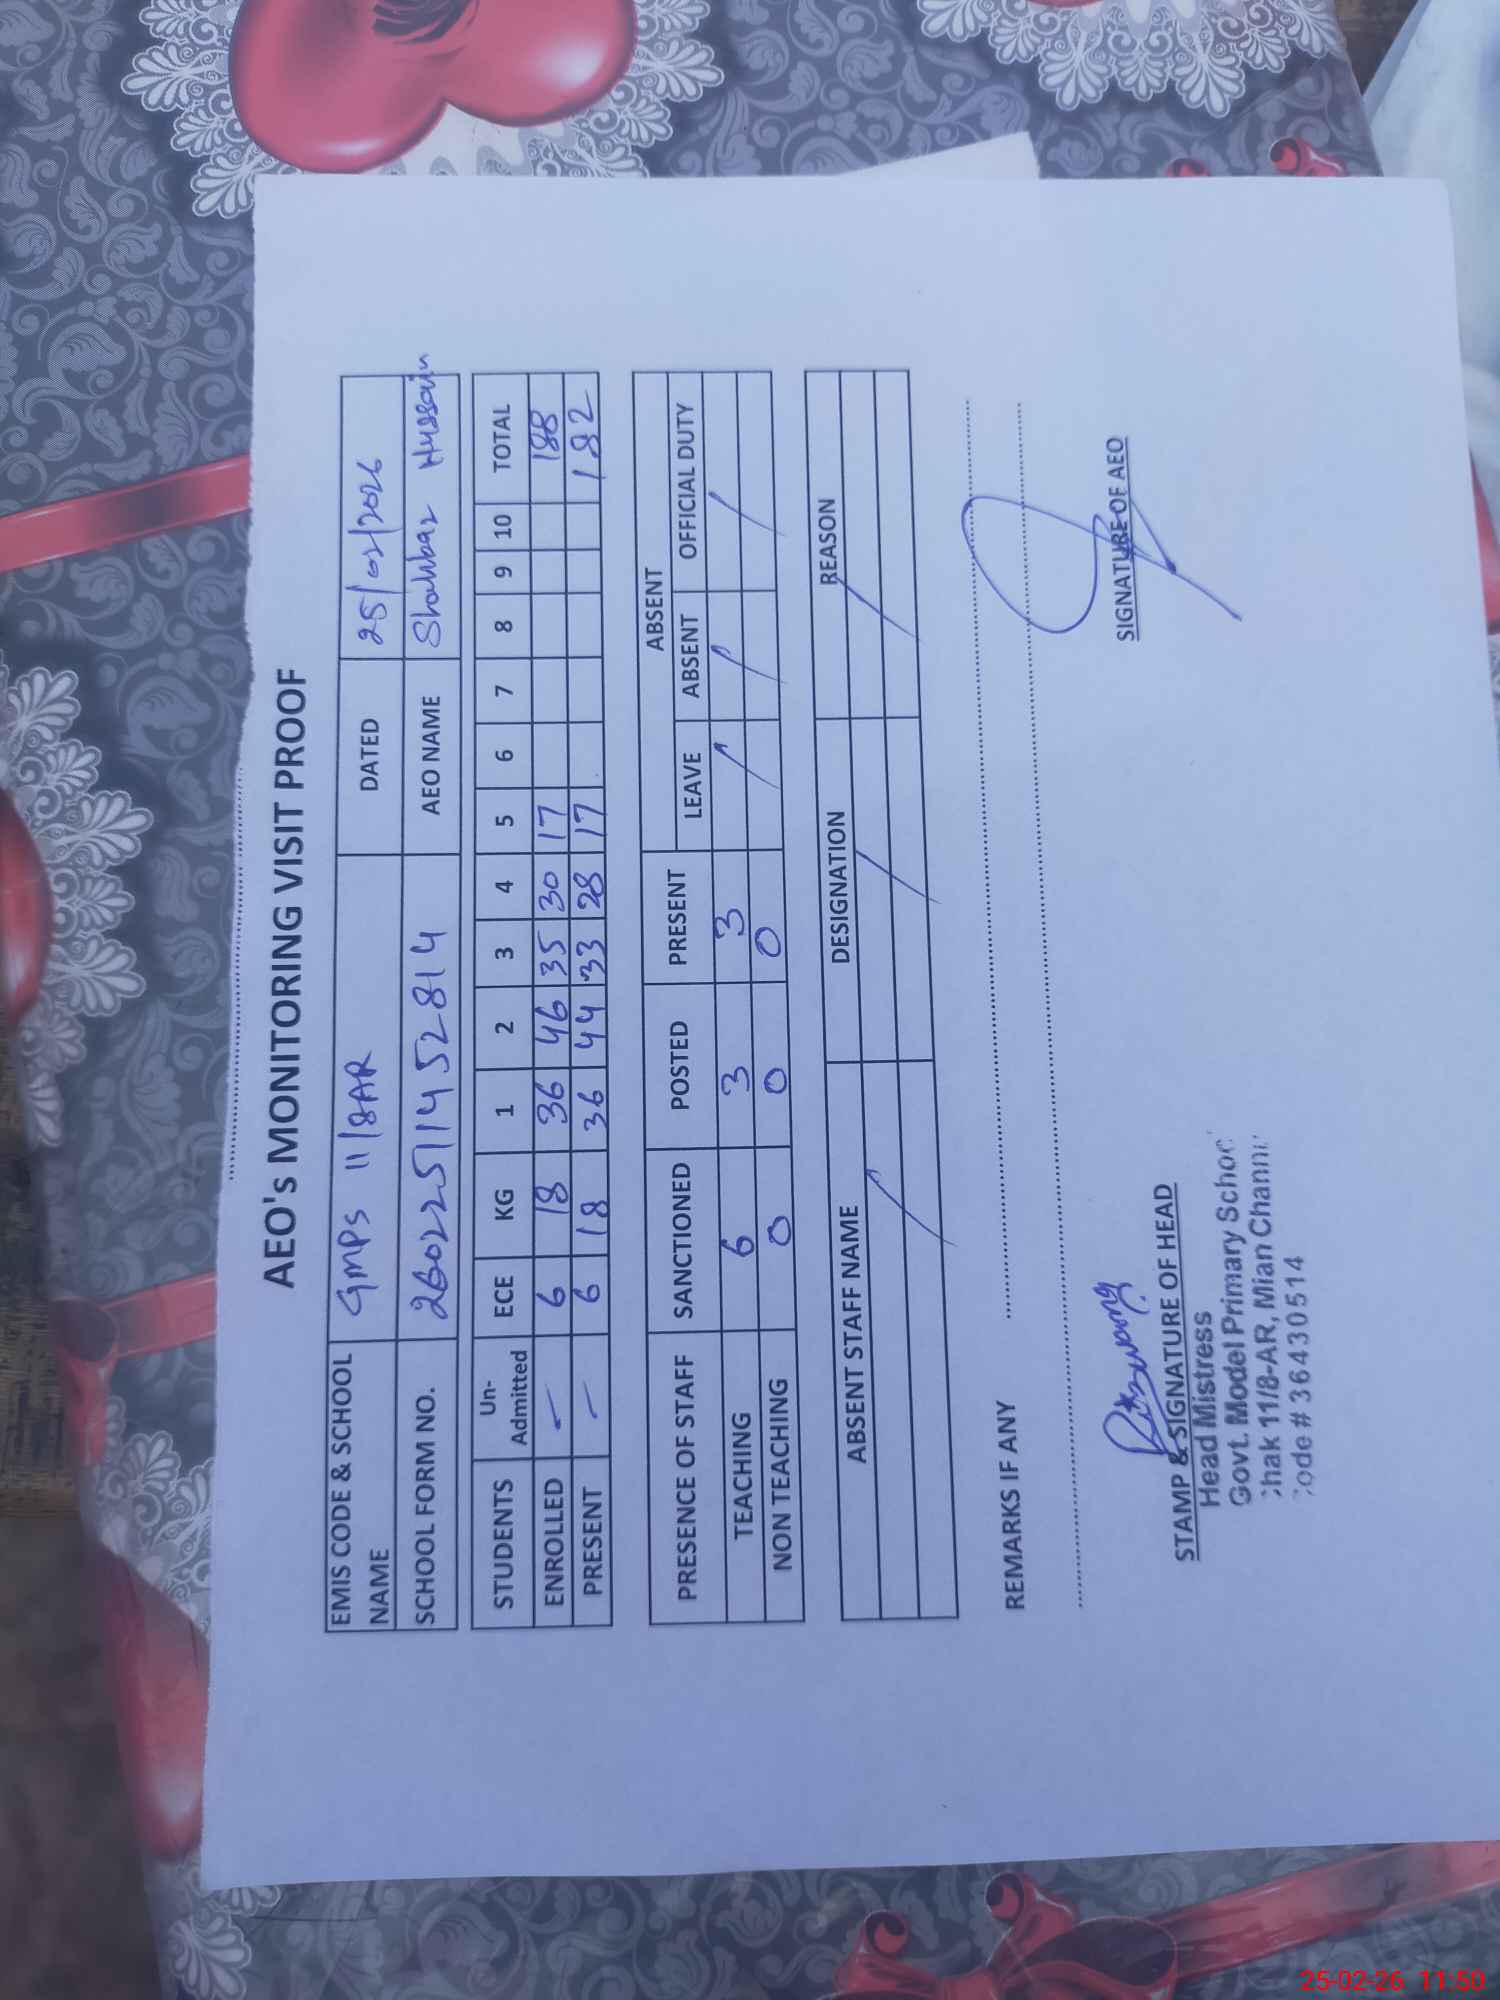 AEO's MONITORING VISIT PROOF
EMIS CODE & SCHOOL NAME GMPS 11/8AR DATED 25/02/2026
SCHOOL FORM NO. 26022511452814 AEO NAME Shahbaz Hussain
STUDENTS Un-Admitted ECE KG 1 2 3 4 5 6 7 8 9 10 TOTAL
ENROLLED – 6 18 36 46 35 30 17 188
PRESENT – 6 18 36 44 33 28 17 182
PRESENCE OF STAFF SANCTIONED POSTED PRESENT ABSENT
LEAVE ABSENT OFFICIAL DUTY
TEACHING 6 3 3 / / /
NON TEACHING 0 0 0
ABSENT STAFF NAME DESIGNATION REASON
/ / /
REMARKS IF ANY
STAMP & SIGNATURE OF HEAD SIGNATURE OF AEO
Head Mistress
Govt. Model Primary Schoo
hak 11/8-AR, Mian Channu
ode # 36430514
25-02-26 11:50